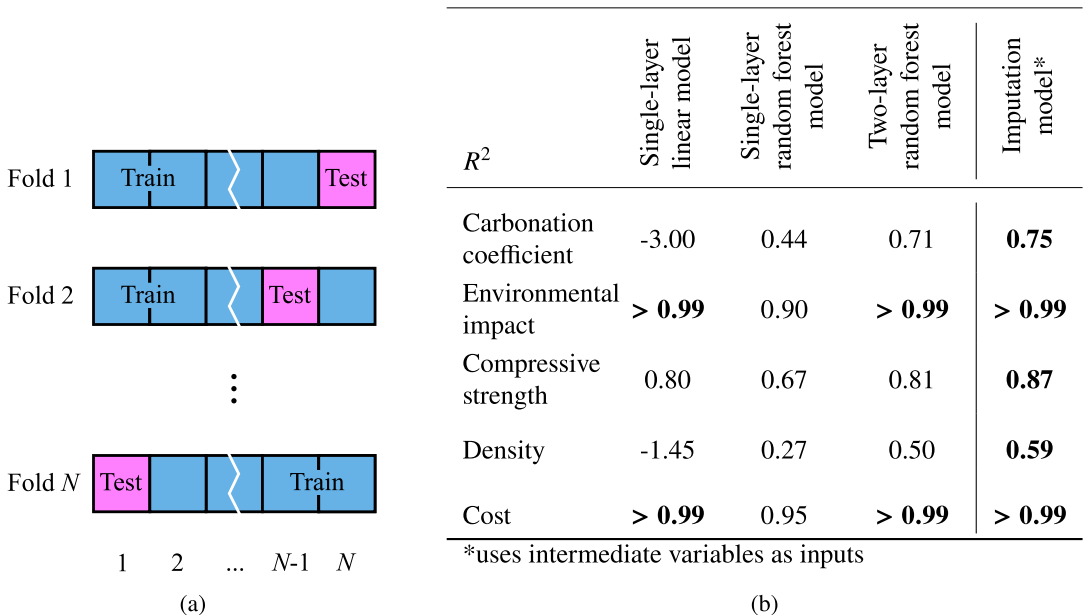 Fold 1 Train Test
Fold 2 Train Test
⋮
Fold N Test Train
1 2 ... N-1 N
(a)
R² Single-layer linear model Single-layer random forest model Two-layer random forest model Imputation model*
Carbonation
coefficient -3.00 0.44 0.71 0.75
Environmental
impact > 0.99 0.90 > 0.99 > 0.99
Compressive
strength 0.80 0.67 0.81 0.87
Density -1.45 0.27 0.50 0.59
Cost > 0.99 0.95 > 0.99 > 0.99
*uses intermediate variables as inputs
(b)